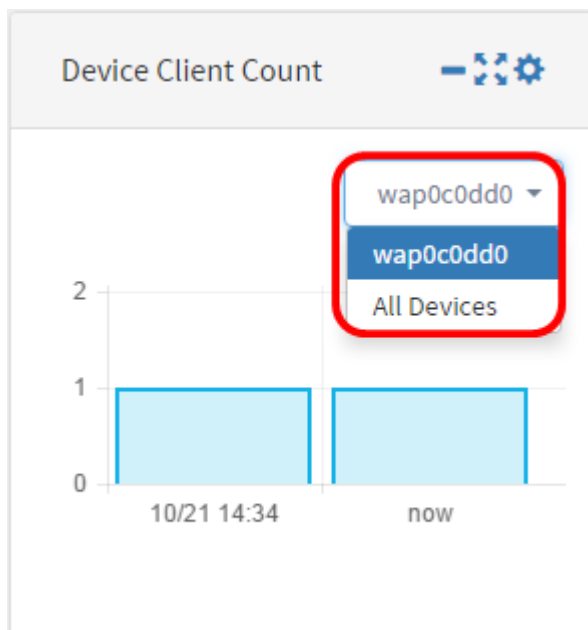 Device Client Count
wap0c0dd0
wap0c0dd0
All Devices
2
1
0
10/21 14:34
now